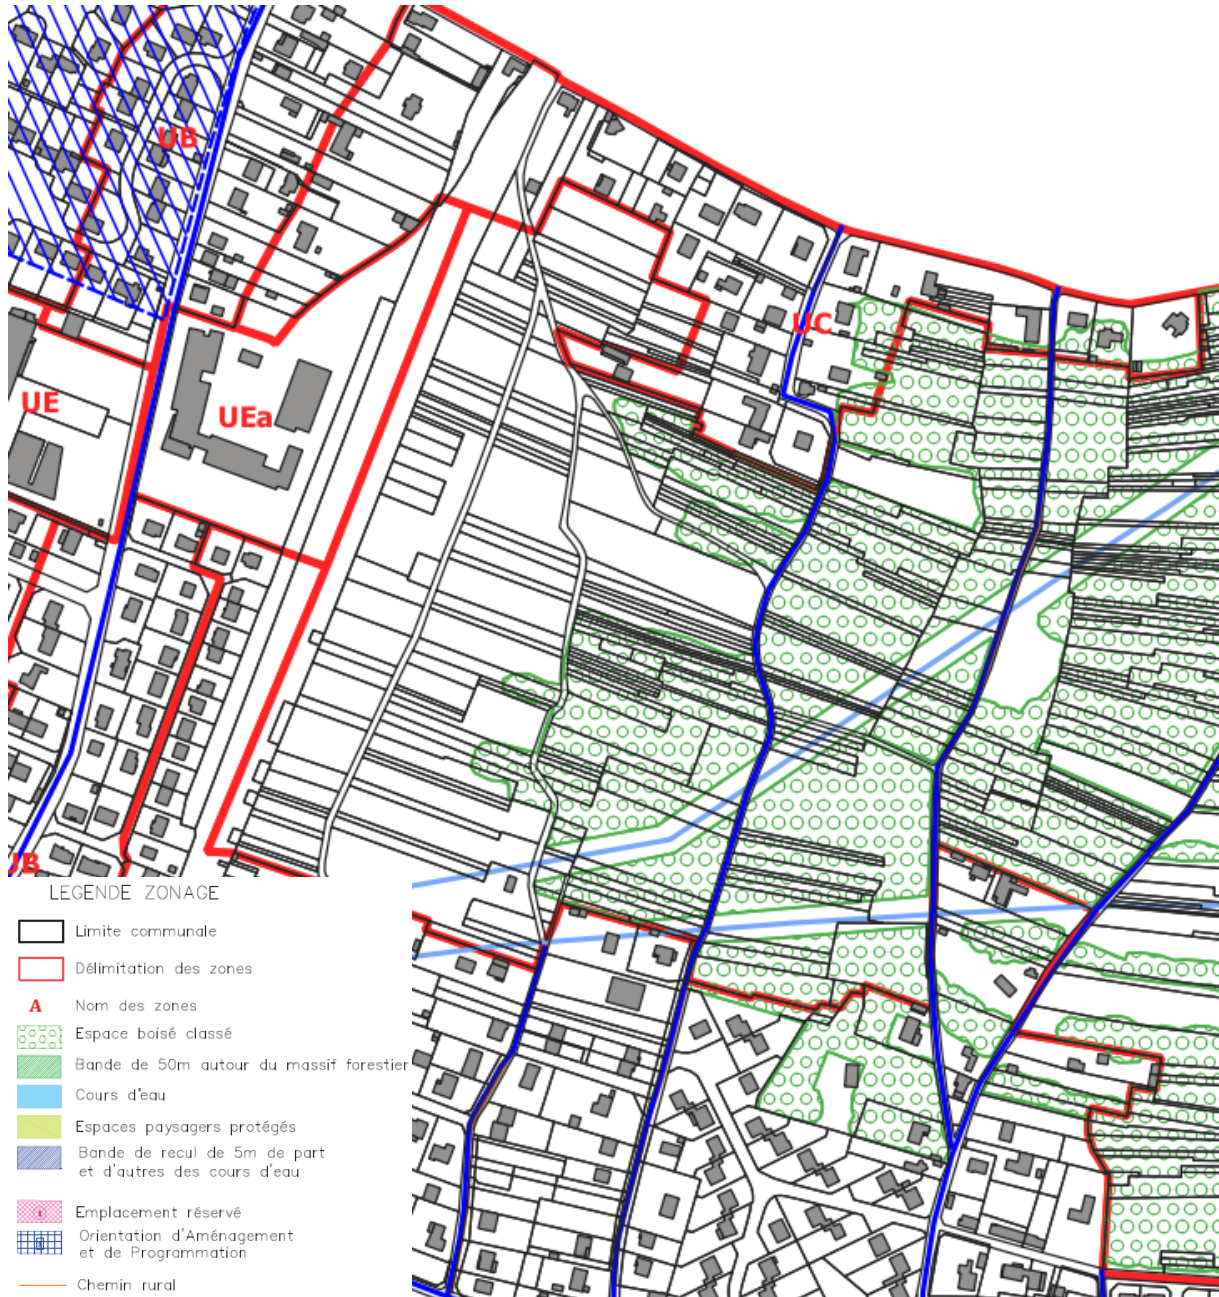 UB
UC
UE
UEa
UB
LEGENDE ZONAGE
Limite communale
Délimitation des zones
A Nom des zones
Espace boisé classé
Bande de 50m autour du massif forestier
Cours d'eau
Espaces paysagers protégés
Bande de recul de 5m de part
et d'autres des cours d'eau
Emplacement réservé
Orientation d'Aménagement
et de Programmation
Chemin rural